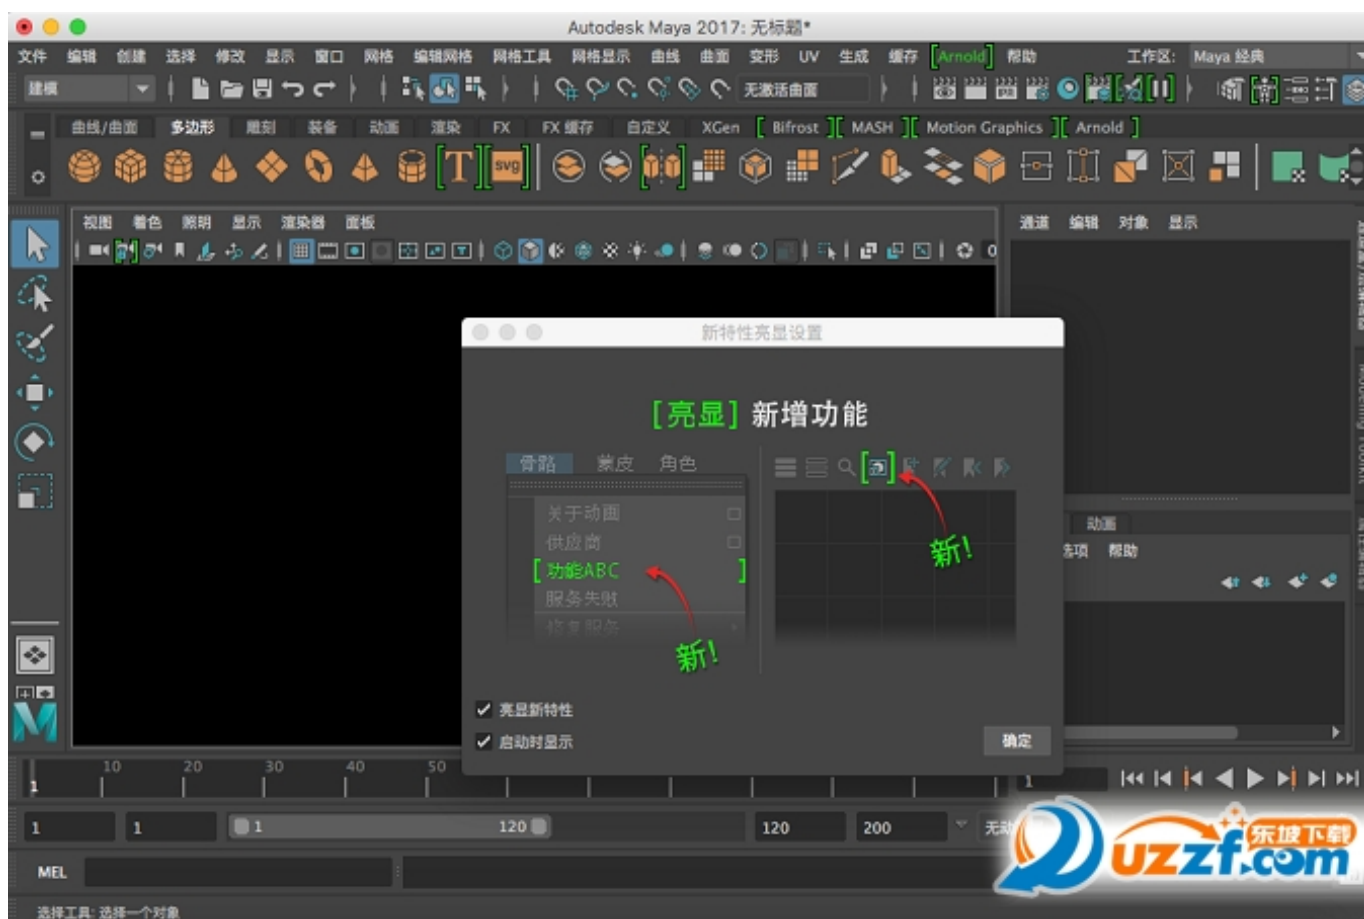 Autodesk Maya 2017: 无标题*
文件 编辑 创建 选择 修改 显示 窗口 网格 编辑网格 网格工具 网格显示 曲线 曲面 变形 UV 生成 缓存 [Arnold] 帮助 工作区: Maya 经典
建模 无激活曲面
曲线/曲面 多边形 雕刻 装备 动画 渲染 FX FX 缓存 自定义 XGen [ Bifrost ][ MASH ][ Motion Graphics ][ Arnold ]
T svg
视图 着色 照明 显示 渲染器 面板
通道 编辑 对象 显示
0
新特性亮显设置
[亮显] 新增功能
骨骼 蒙皮 角色
关于动画
供应商
[ 功能ABC ]
服务失败
修复服务
新!
新!
亮显新特性
启动时显示
确定
动画
选项 帮助
10 20 30 40 50
1
1
1 1 1 120 120 200 无动
MEL
选择工具: 选择一个对象
东坡下载
uzzf.com